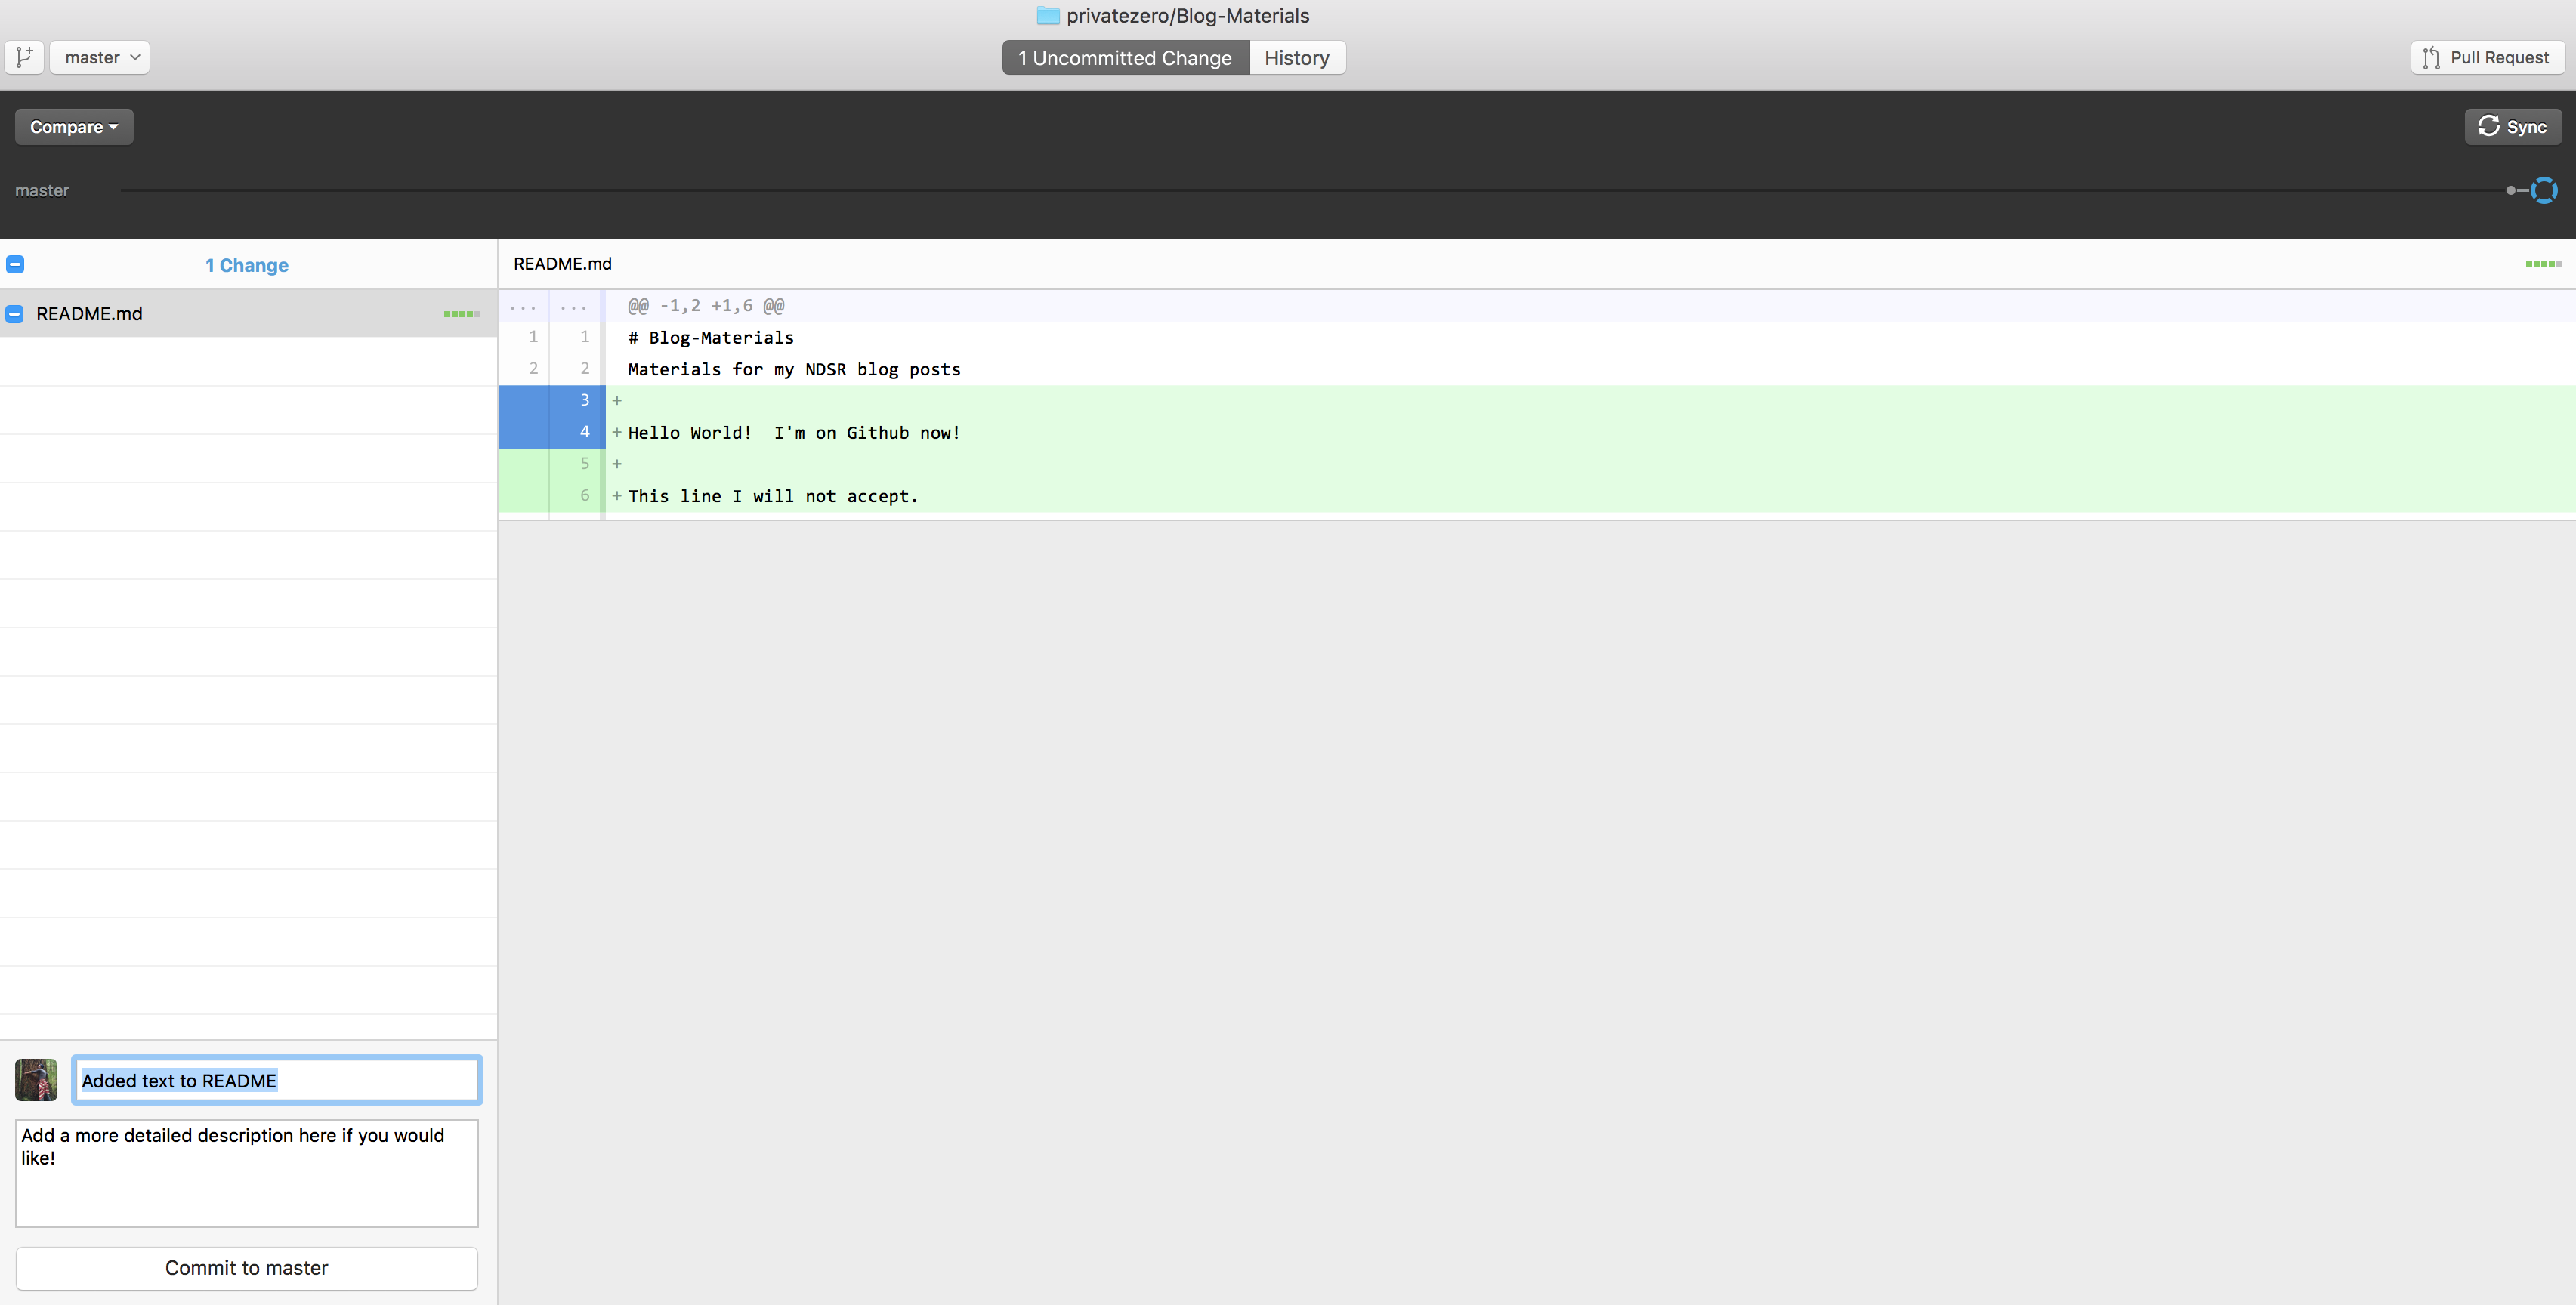 privatezero/Blog-Materials
master
1 Uncommitted Change
History
Pull Request
Compare
Sync
master
1 Change
README.md
README.md
... ... @@ -1,2 +1,6 @@
1 1 # Blog-Materials
2 2 Materials for my NDSR blog posts
3 +
4 + Hello World!  I'm on Github now!
5 +
6 + This line I will not accept.
Added text to README
Add a more detailed description here if you would
like!
Commit to master